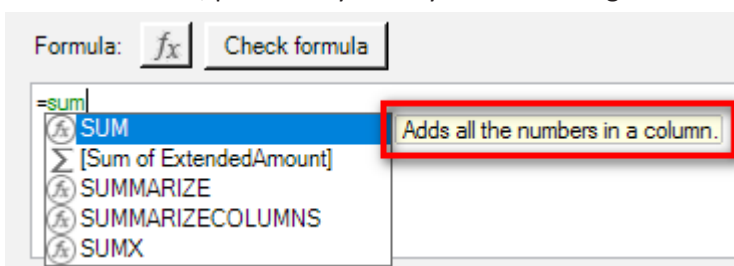 Formula: fx Check formula
=sum
SUM Adds all the numbers in a column.
[Sum of ExtendedAmount]
SUMMARIZE
SUMMARIZECOLUMNS
SUMX